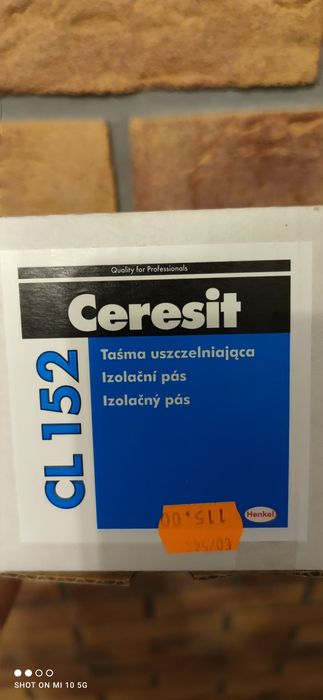 Quality for Professionals
Ceresit
CL 152
Taśma uszczelniająca
Izolační pás
Izolačný pás
115,00
Henkel
SHOT ON MI 10 5G